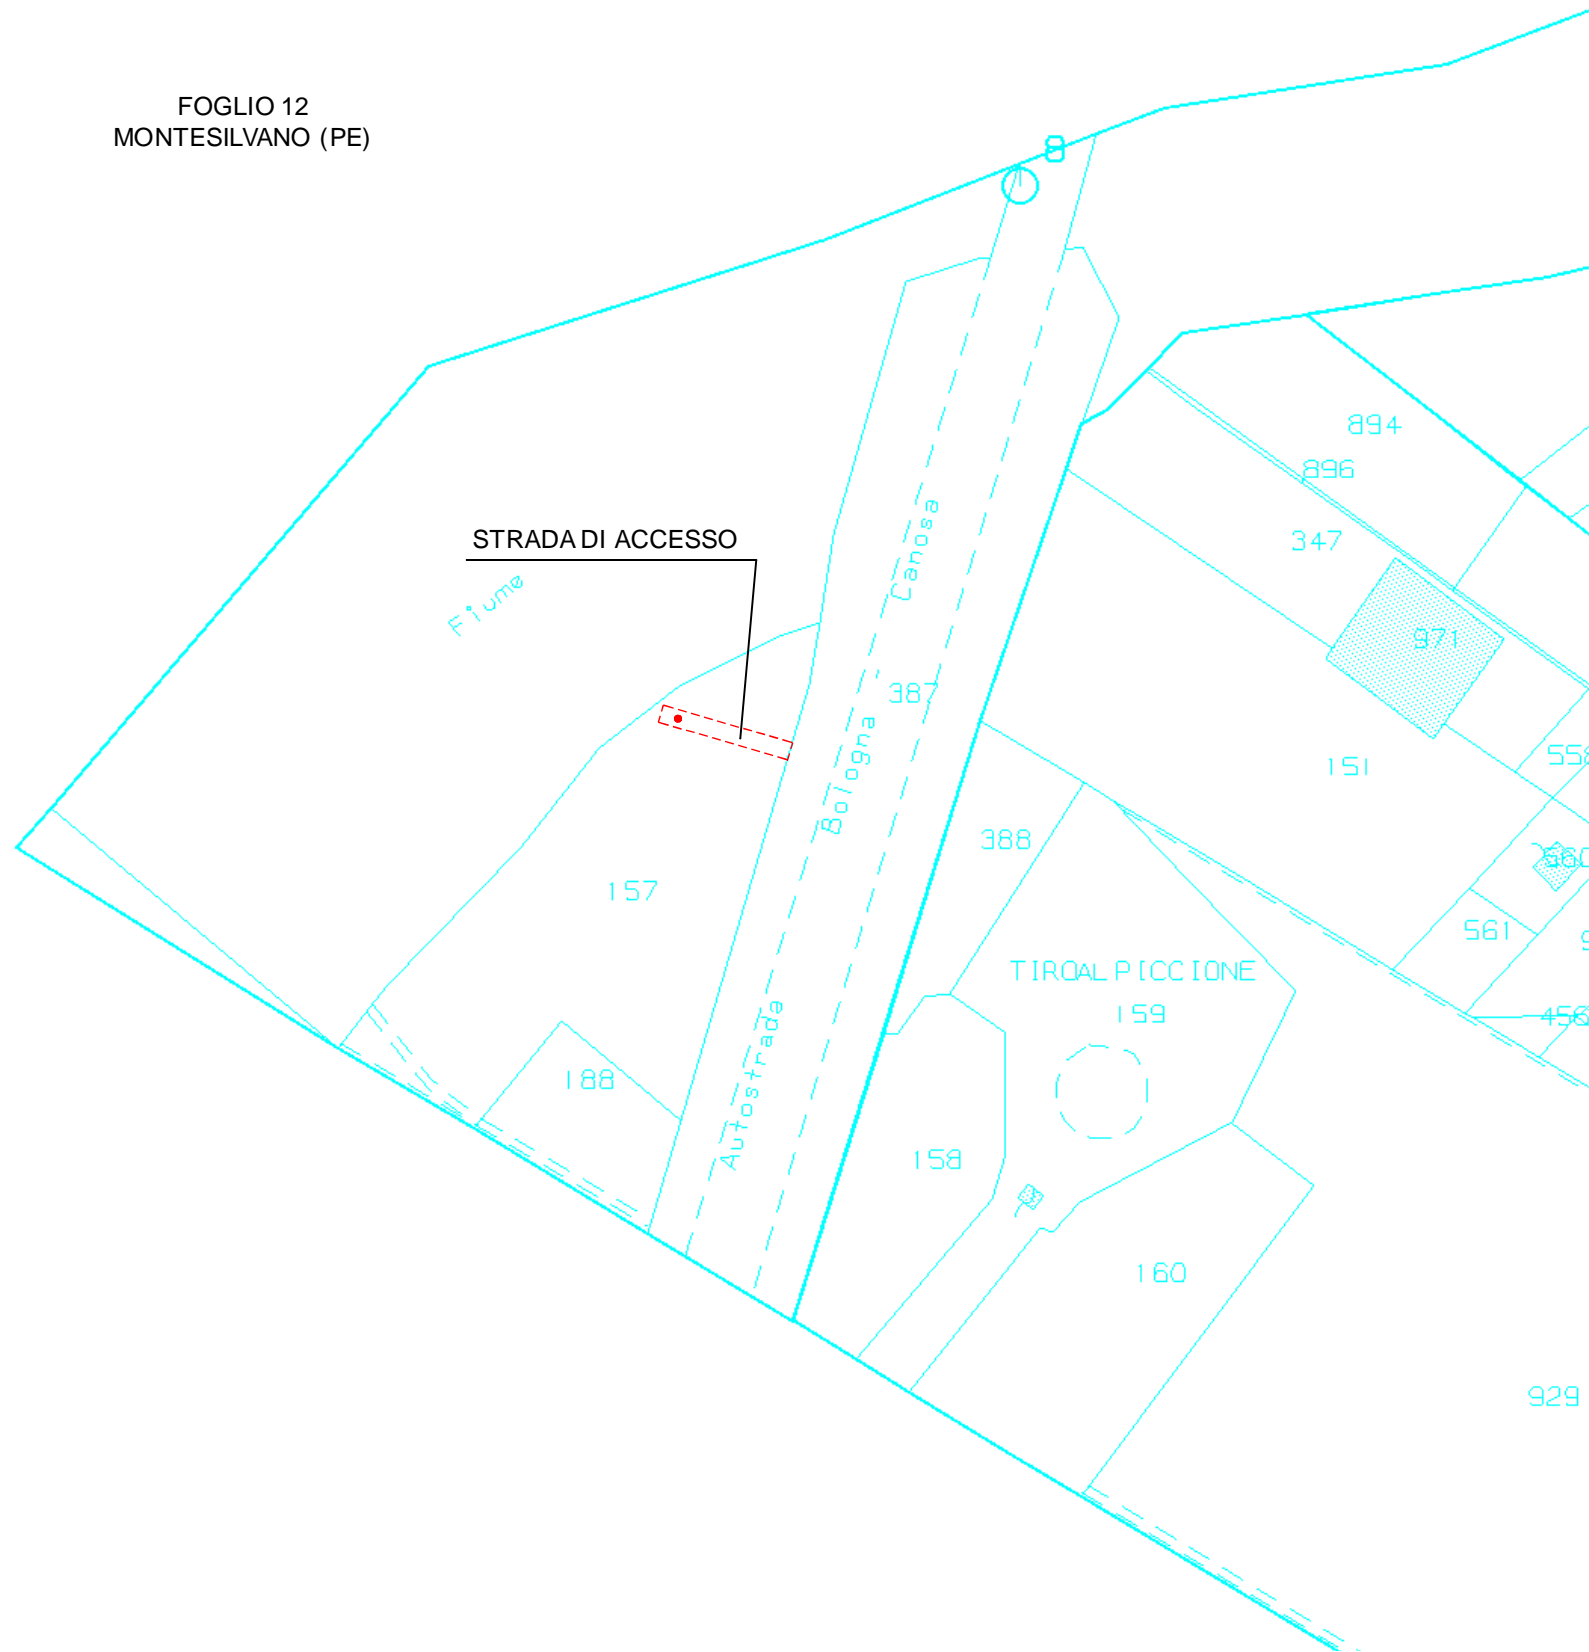 FOGLIO 12
MONTESILVANO (PE)
8
894
896
STRADA DI ACCESSO
347
Fiume
971
387
151
388
157
561
TIRO AL PICCIONE
159
456
188
158
160
929
Autostrada Bologna Canosa